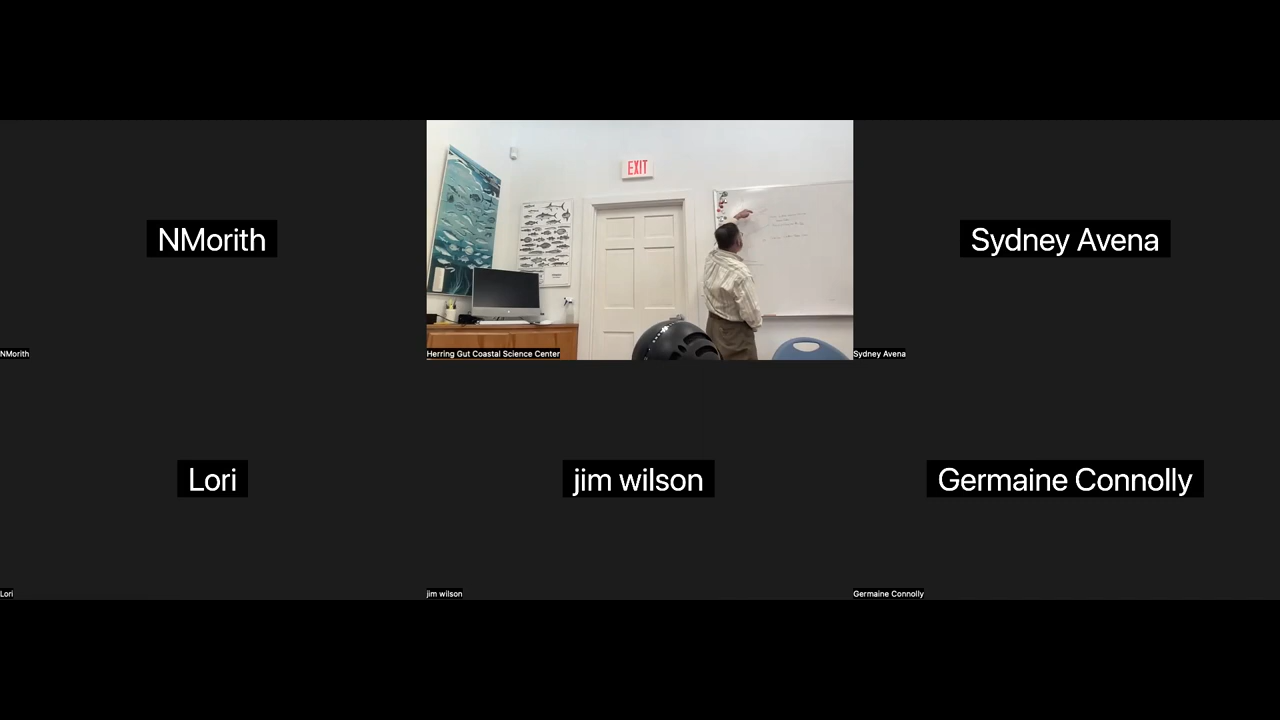 EXIT
NMorith
Sydney Avena
NMorith
Herring Gut Coastal Science Center
Sydney Avena
Lori
jim wilson
Germaine Connolly
Lori
jim wilson
Germaine Connolly